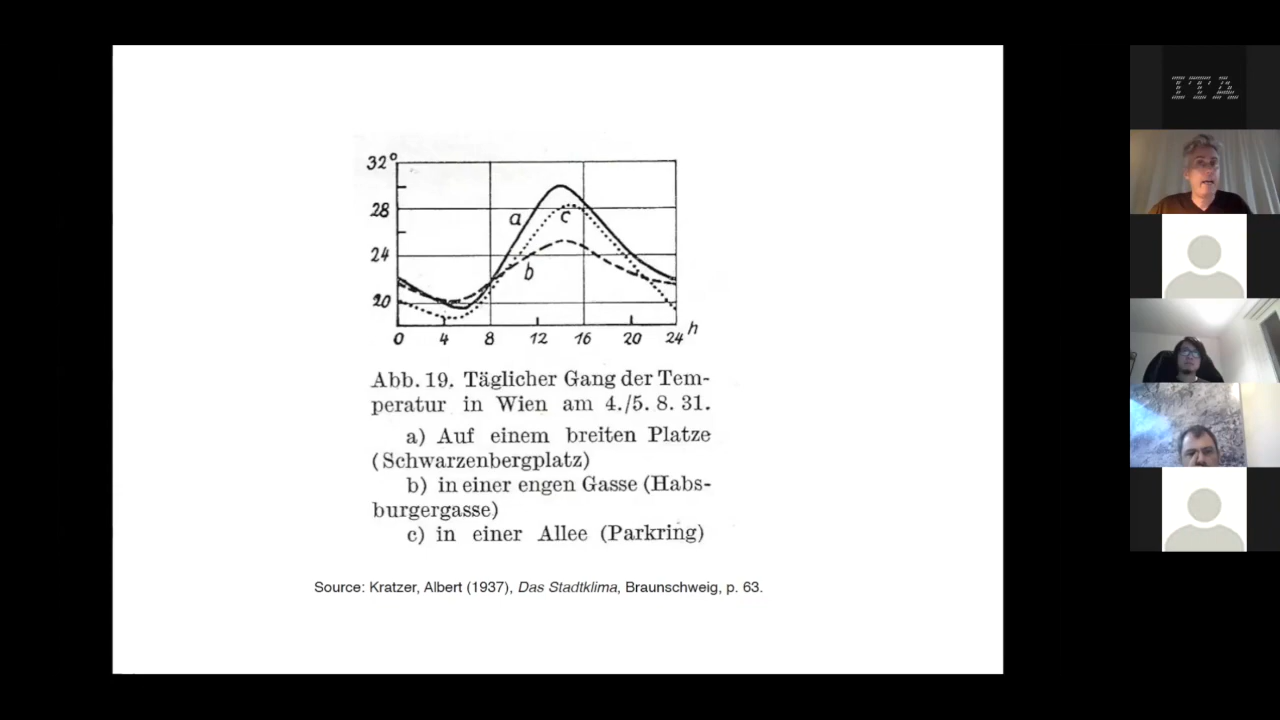 32°
28
24
20
a
c
b
0 4 8 12 16 20 24 h
Abb. 19. Täglicher Gang der Tem-
peratur in Wien am 4./5. 8. 31.
a) Auf einem breiten Platze
(Schwarzenbergplatz)
b) in einer engen Gasse (Habs-
burgergasse)
c) in einer Allee (Parkring)
Source: Kratzer, Albert (1937), Das Stadtklima, Braunschweig, p. 63.
ITA